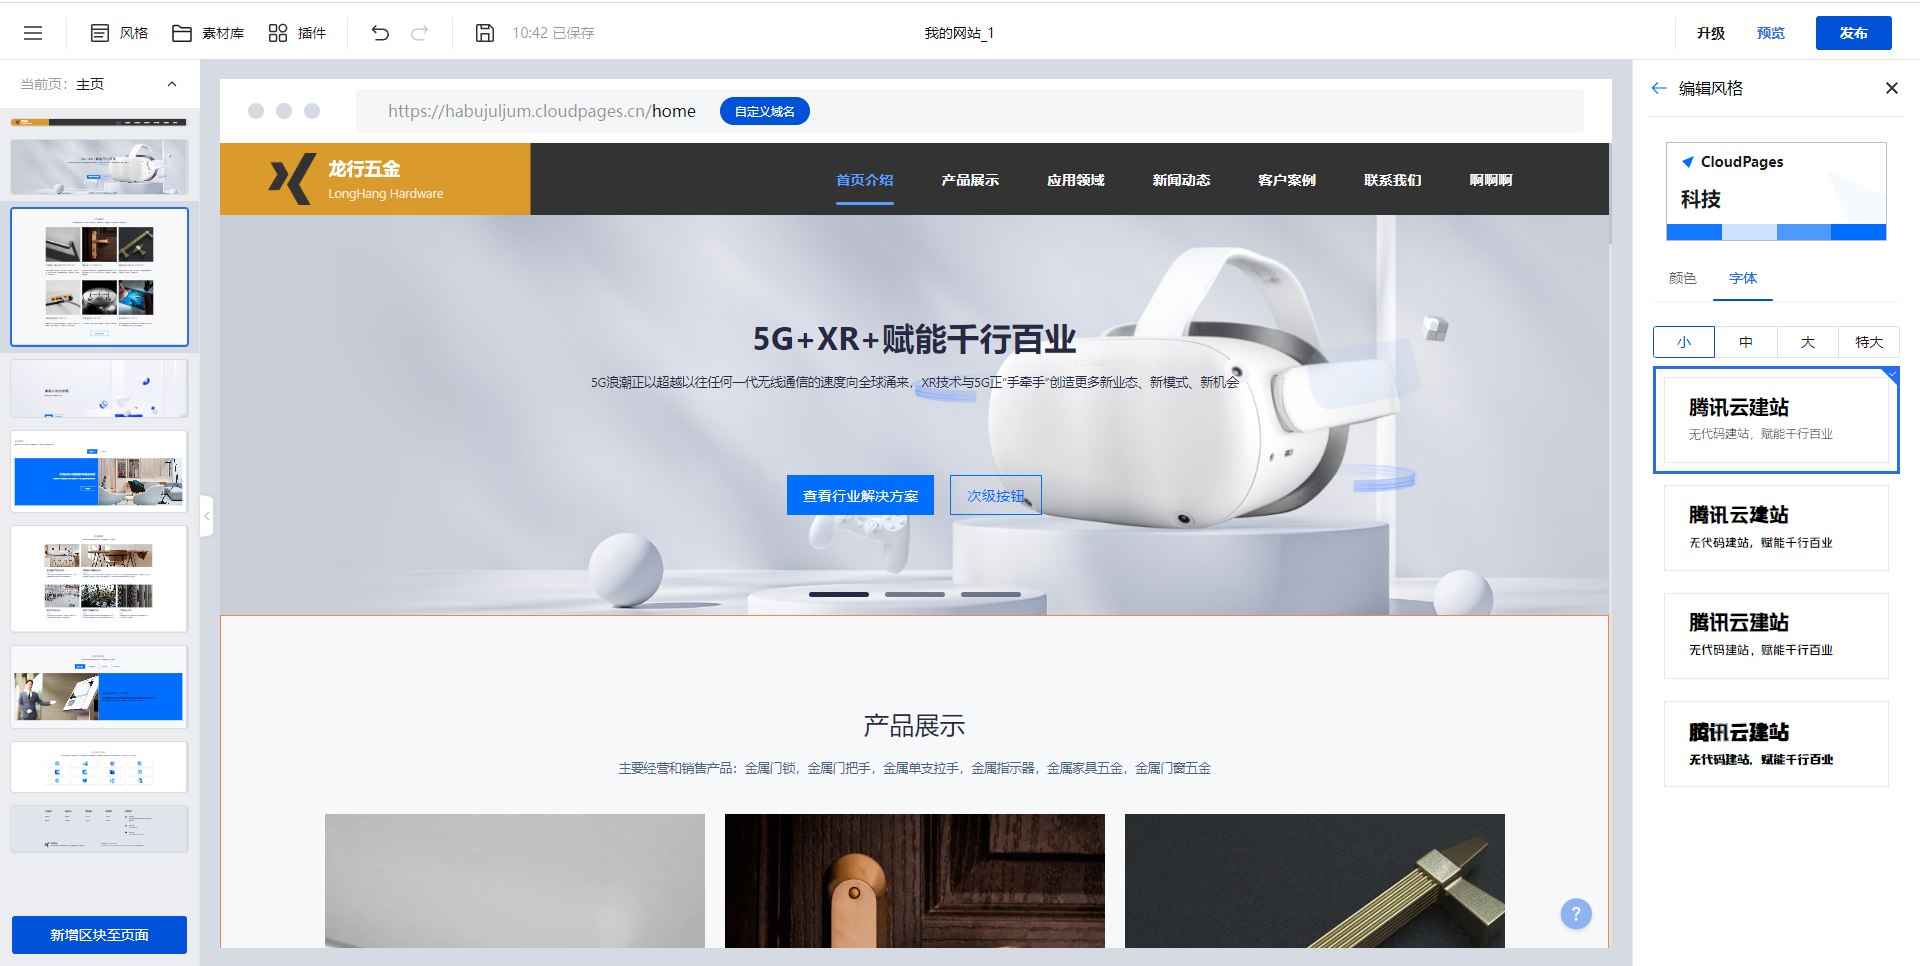 风格
素材库
插件
10:42 已保存
我的网站_1
升级
预览
发布
当前页：主页
https://habujuljum.cloudpages.cn/home
自定义域名
龙行五金
LongHang Hardware
首页介绍
产品展示
应用领域
新闻动态
客户案例
联系我们
啊啊啊
5G+XR+赋能千行百业
5G浪潮正以超越以往任何一代无线通信的速度向全球涌来，XR技术与5G正“手牵手”创造更多新业态、新模式、新机会
oculus
查看行业解决方案
次级按钮
产品展示
主要经营和销售产品：金属门锁，金属门把手，金属单支拉手，金属指示器，金属家具五金，金属门窗五金
新增区块至页面
?
编辑风格
CloudPages
科技
颜色
字体
小
中
大
特大
腾讯云建站
无代码建站，赋能千行百业
腾讯云建站
无代码建站，赋能千行百业
腾讯云建站
无代码建站，赋能千行百业
腾讯云建站
无代码建站，赋能千行百业